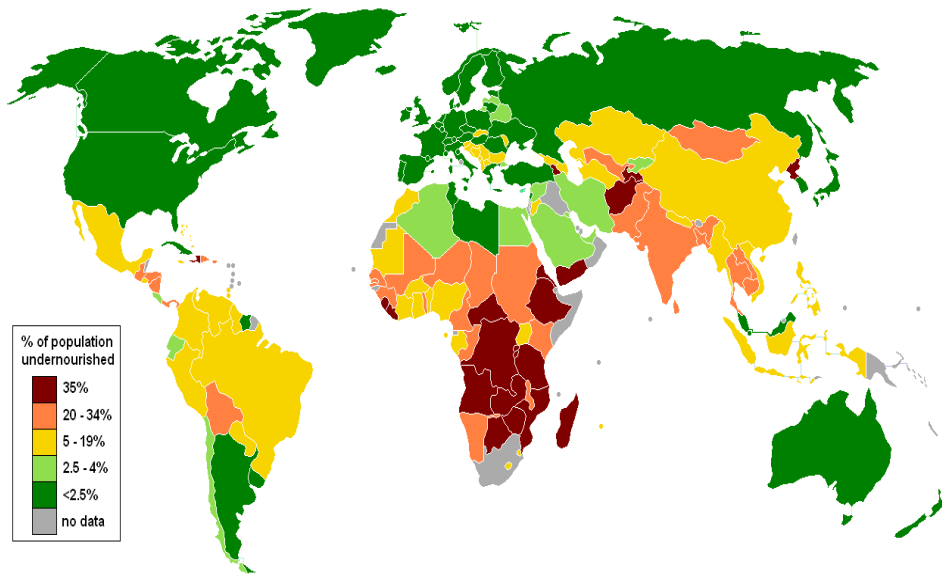 % of population
undernourished
35%
20 - 34%
5 - 19%
2.5 - 4%
<2.5%
no data